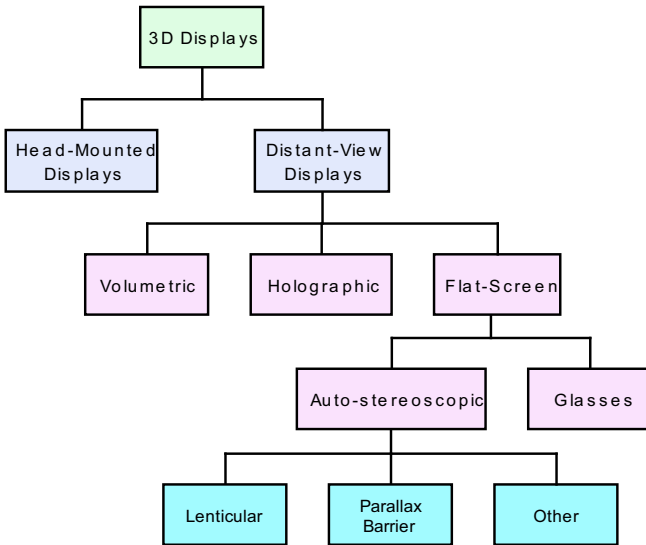 3D Displays
Head-Mounted
Displays
Distant-View
Displays
Volumetric
Holographic
Flat-Screen
Auto-stereoscopic
Glasses
Lenticular
Parallax
Barrier
Other